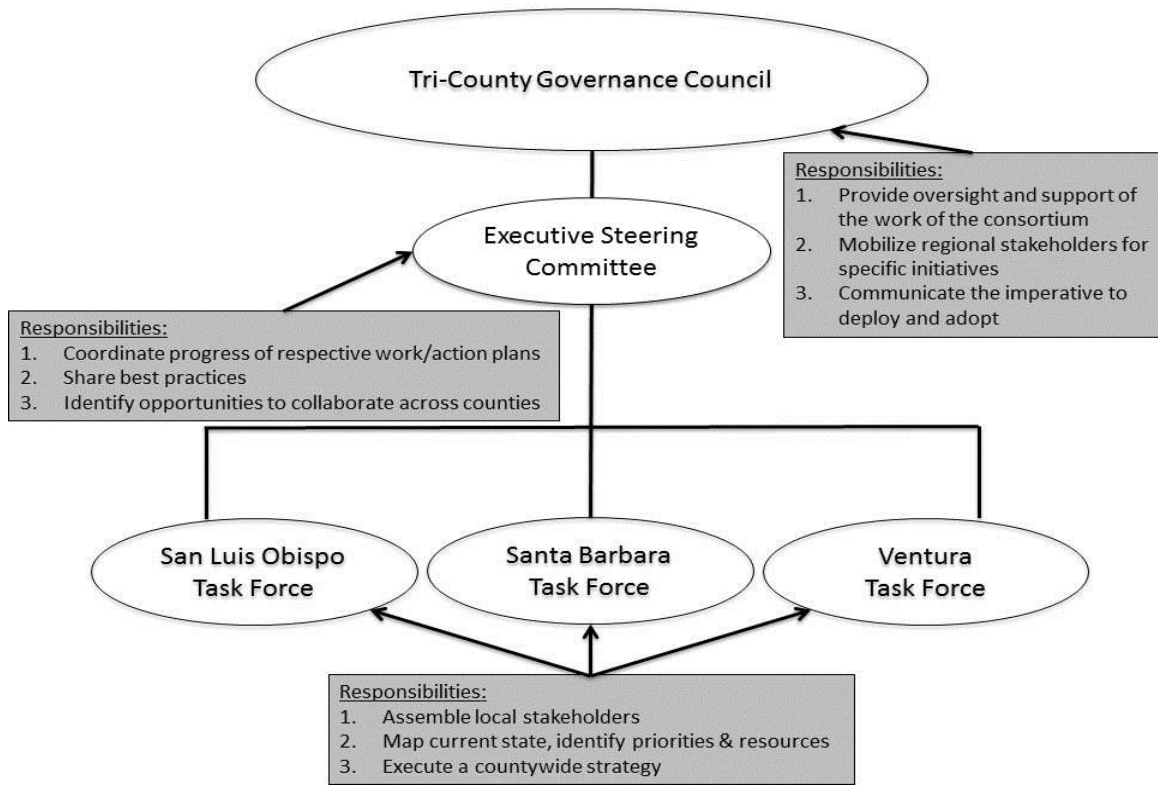 Tri-County Governance Council
Responsibilities:
1. Provide oversight and support of
the work of the consortium
2. Mobilize regional stakeholders for
specific initiatives
3. Communicate the imperative to
deploy and adopt
Executive Steering
Committee
Responsibilities:
1. Coordinate progress of respective work/action plans
2. Share best practices
3. Identify opportunities to collaborate across counties
San Luis Obispo
Task Force
Santa Barbara
Task Force
Ventura
Task Force
Responsibilities:
1. Assemble local stakeholders
2. Map current state, identify priorities & resources
3. Execute a countywide strategy